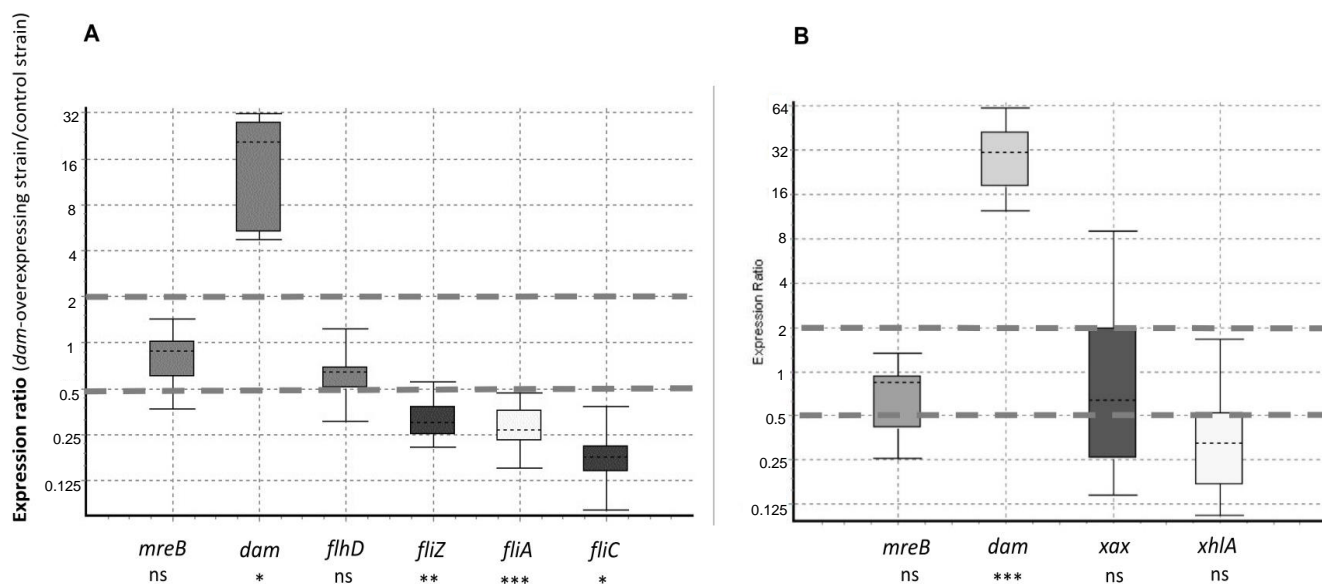 A
Expression ratio (dam-overexpressing strain/control strain)
32
16
8
4
2
1
0.5
0.25
0.125
mreB dam flhD fliZ fliA fliC
ns * ns ** *** *
B
Expression Ratio
64
32
16
8
4
2
1
0.5
0.25
0.125
mreB dam xax xhlA
ns *** ns ns